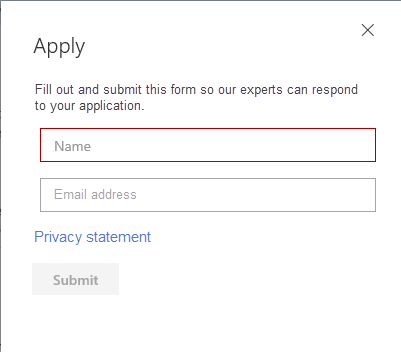 Apply
Fill out and submit this form so our experts can respond
to your application.
Name
Email address
Privacy statement
Submit